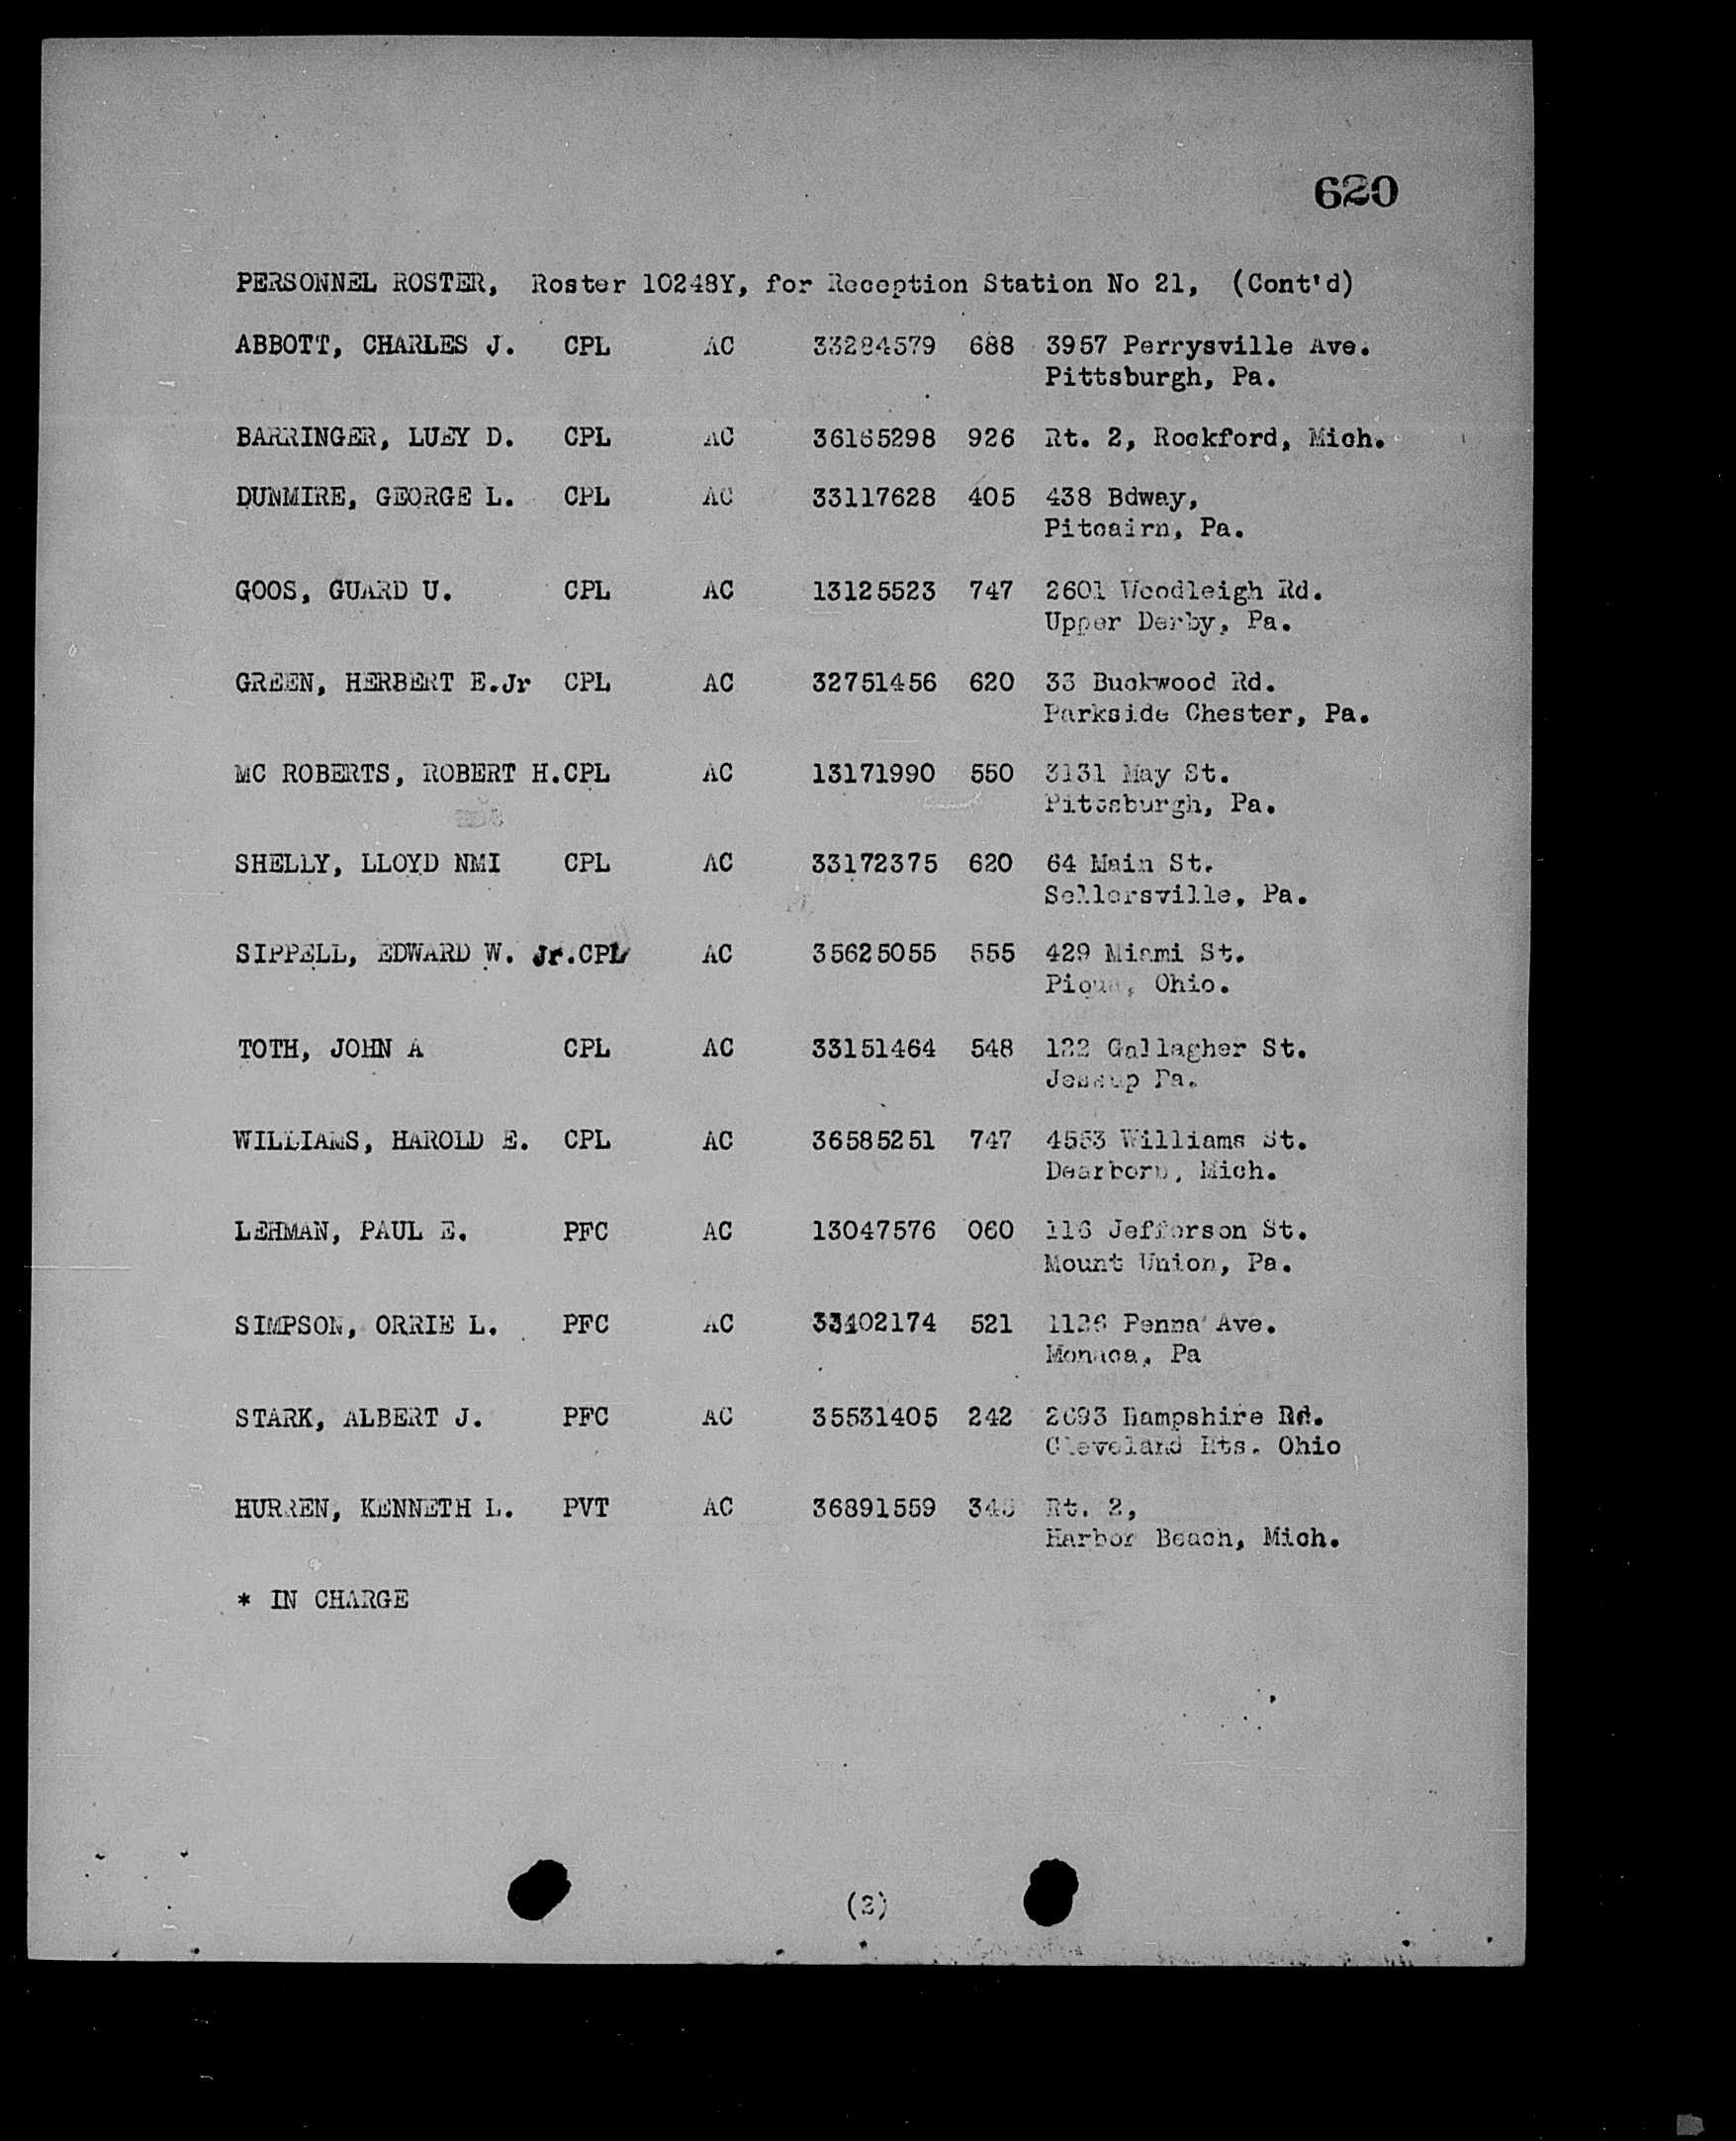 620
PERSONNEL ROSTER, Roster 10248Y, for Reception Station No 21, (Cont'd)
ABBOTT, CHARLES J. CPL AC 33284579 688 3957 Perrysville Ave.
Pittsburgh, Pa.
BARRINGER, LUEY D. CPL AC 36165298 926 Rt. 2, Rockford, Mich.
DUNMIRE, GEORGE L. CPL AC 33117628 405 438 Bdway,
Pitcairn, Pa.
GOOS, GUARD U. CPL AC 13125523 747 2601 Woodleigh Rd.
Upper Derby, Pa.
GREEN, HERBERT E.Jr CPL AC 32751456 620 33 Buckwood Rd.
Parkside Chester, Pa.
MC ROBERTS, ROBERT H.CPL AC 13171990 550 3131 May St.
Pittsburgh, Pa.
SHELLY, LLOYD NMI CPL AC 33172375 620 64 Main St.
Sellersville, Pa.
SIPPELL, EDWARD W. Jr.CPL AC 35625055 555 429 Miami St.
Piqua, Ohio.
TOTH, JOHN A CPL AC 33151464 548 122 Gallagher St.
Jessup Pa.
WILLIAMS, HAROLD E. CPL AC 36585251 747 4553 Williams St.
Dearborn, Mich.
LEHMAN, PAUL E. PFC AC 13047576 060 116 Jefferson St.
Mount Union, Pa.
SIMPSON, ORRIE L. PFC AC 33402174 521 1126 Penna Ave.
Monaca, Pa
STARK, ALBERT J. PFC AC 35531405 242 2093 Hampshire Rd.
Cleveland Hts. Ohio
HURREN, KENNETH L. PVT AC 36891559 Rt. 2,
Harbor Beach, Mich.
* IN CHARGE